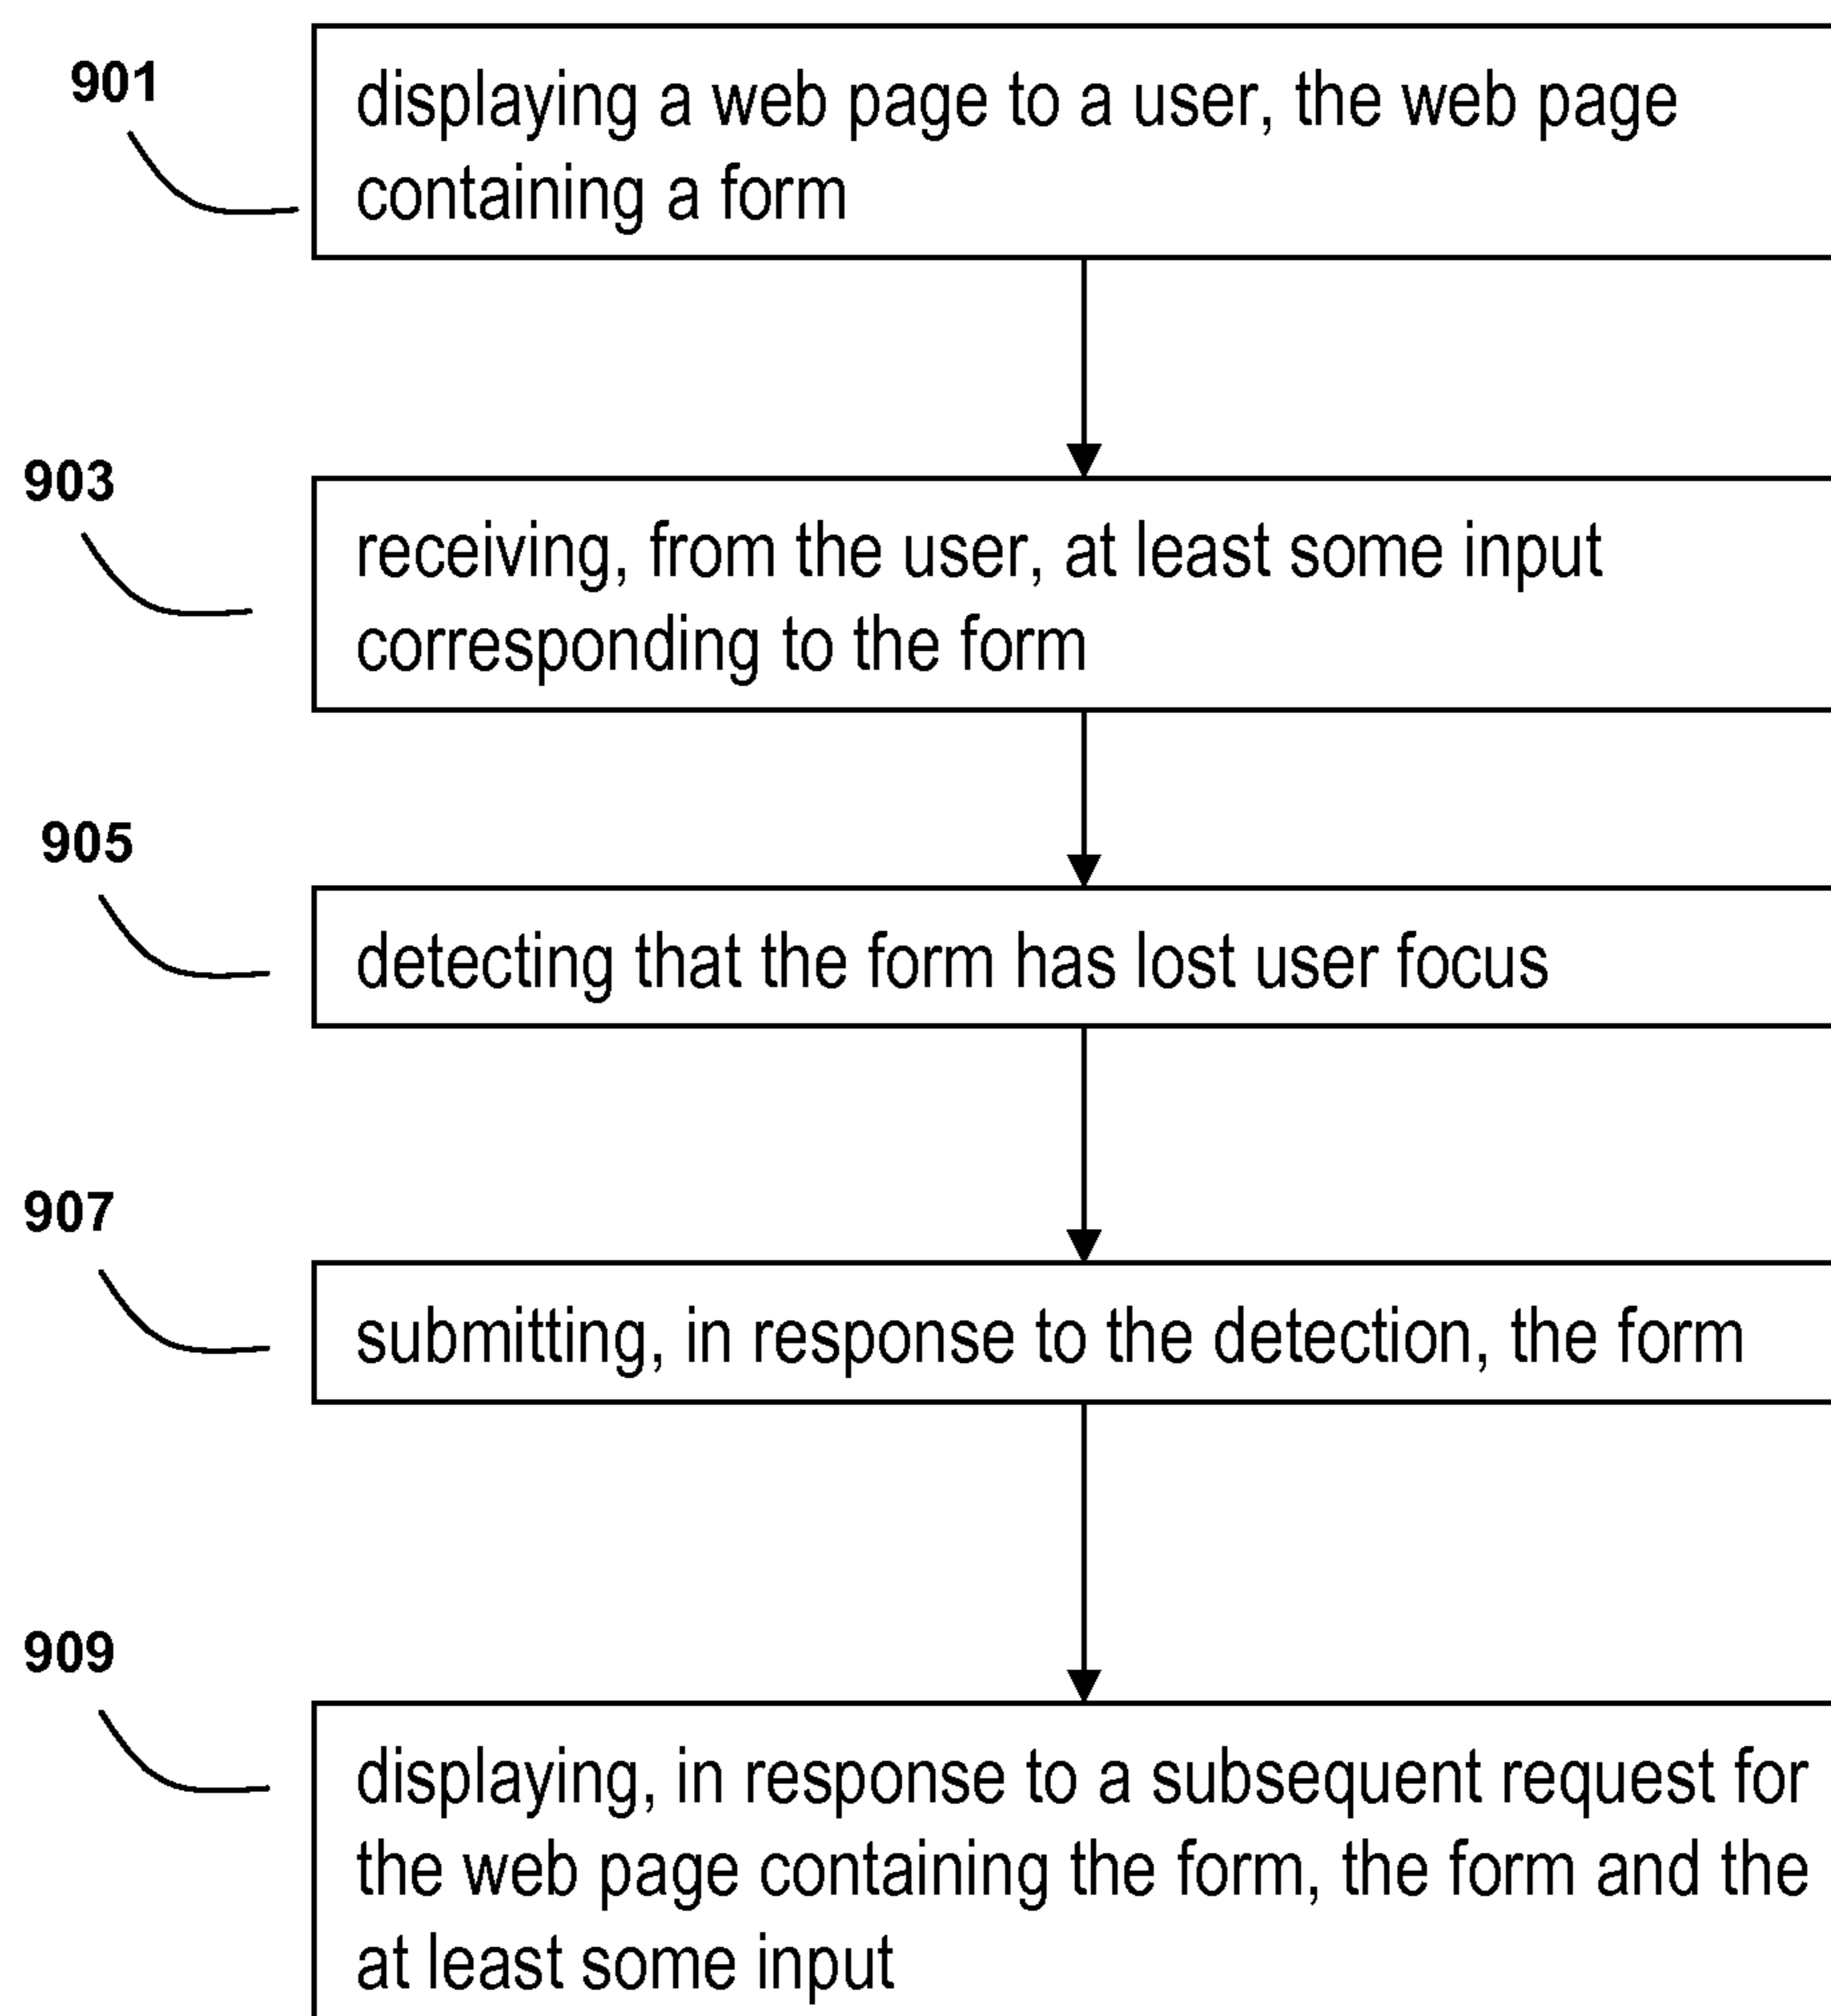 901
displaying a web page to a user, the web page
containing a form
903
receiving, from the user, at least some input
corresponding to the form
905
detecting that the form has lost user focus
907
submitting, in response to the detection, the form
909
displaying, in response to a subsequent request for
the web page containing the form, the form and the
at least some input